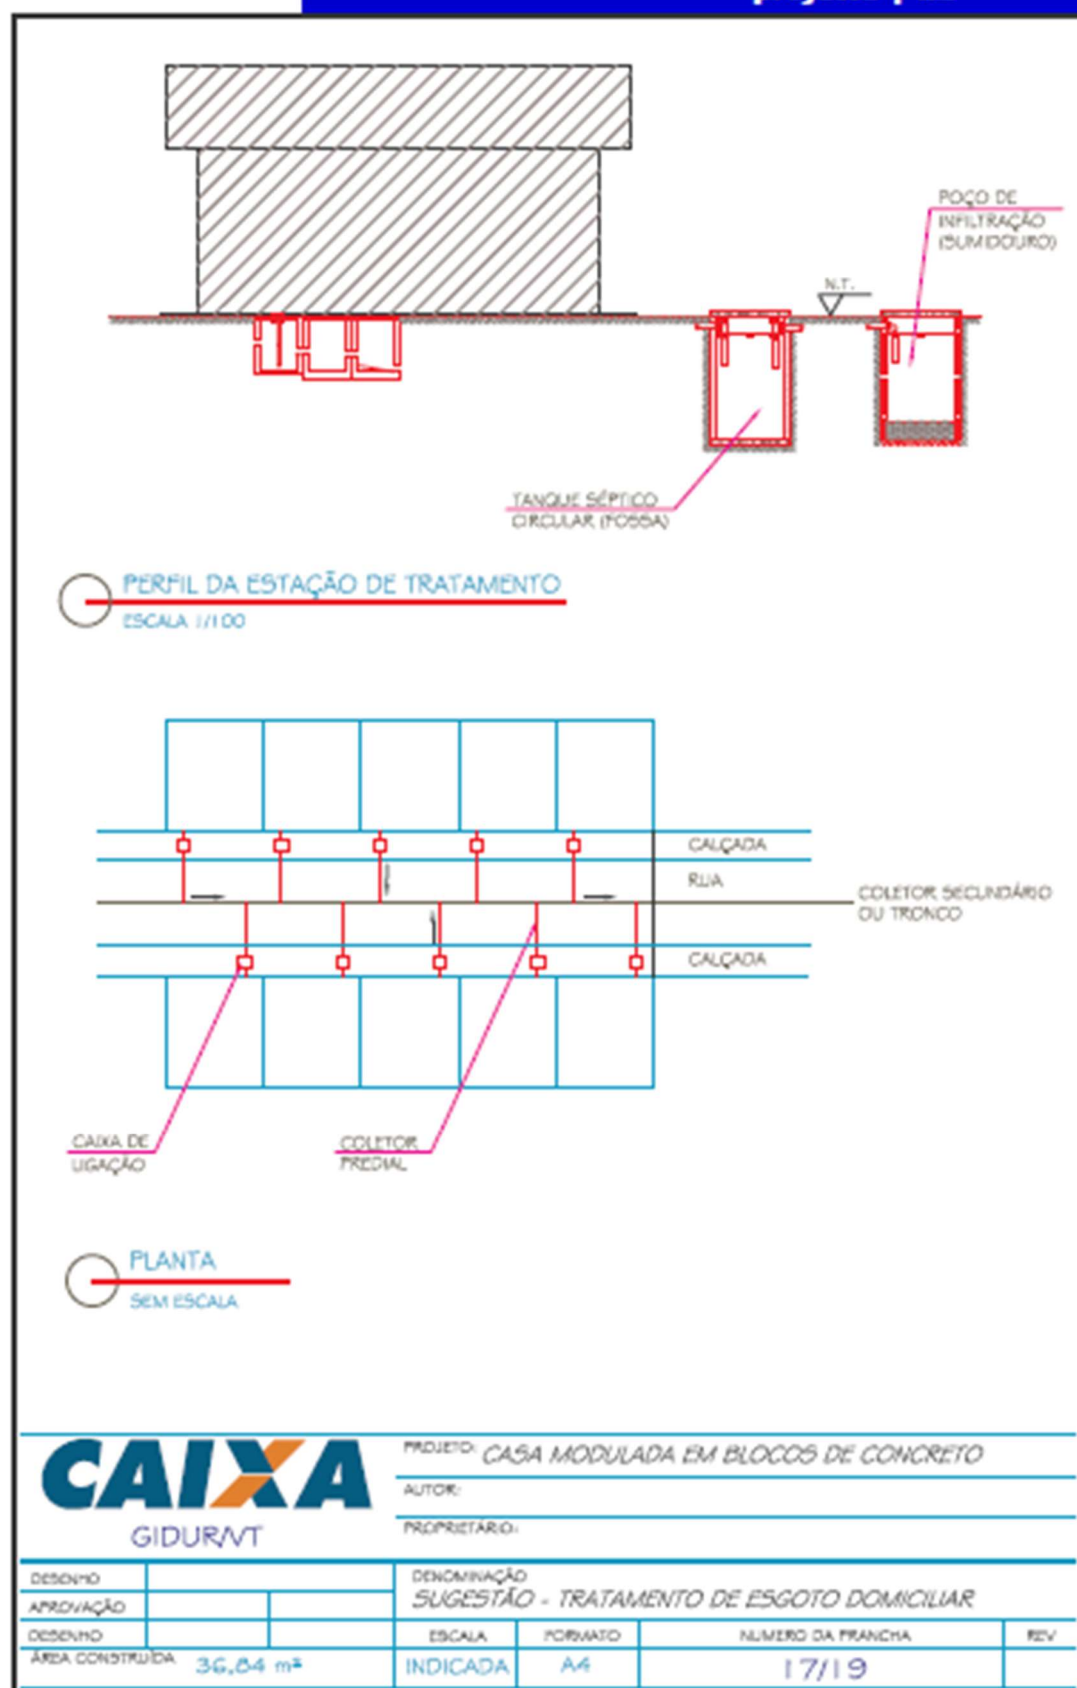 POÇO DE
INFILTRAÇÃO
(SUMIDOURO)
N.T.
TANQUE SÉPTICO
CIRCULAR (FOSSA)
PERFIL DA ESTAÇÃO DE TRATAMENTO
ESCALA 1/100
CALÇADA
RUA
COLETOR SECUNDÁRIO
OU TRONCO
CALÇADA
CAIXA DE
LIGAÇÃO
COLETOR
PREDIAL
PLANTA
SEM ESCALA
CAIXA
GIDUR/VT
PROJETO: CASA MODULADA EM BLOCOS DE CONCRETO
AUTOR:
PROPRIETÁRIO:
DESENHO
APROVAÇÃO
DESENHO
ÁREA CONSTRUÍDA 36,84 m²
DENOMINAÇÃO
SUGESTÃO - TRATAMENTO DE ESGOTO DOMICILIAR
ESCALA FORMATO NUMERO DA PRANCHA REV
INDICADA A4 17/19